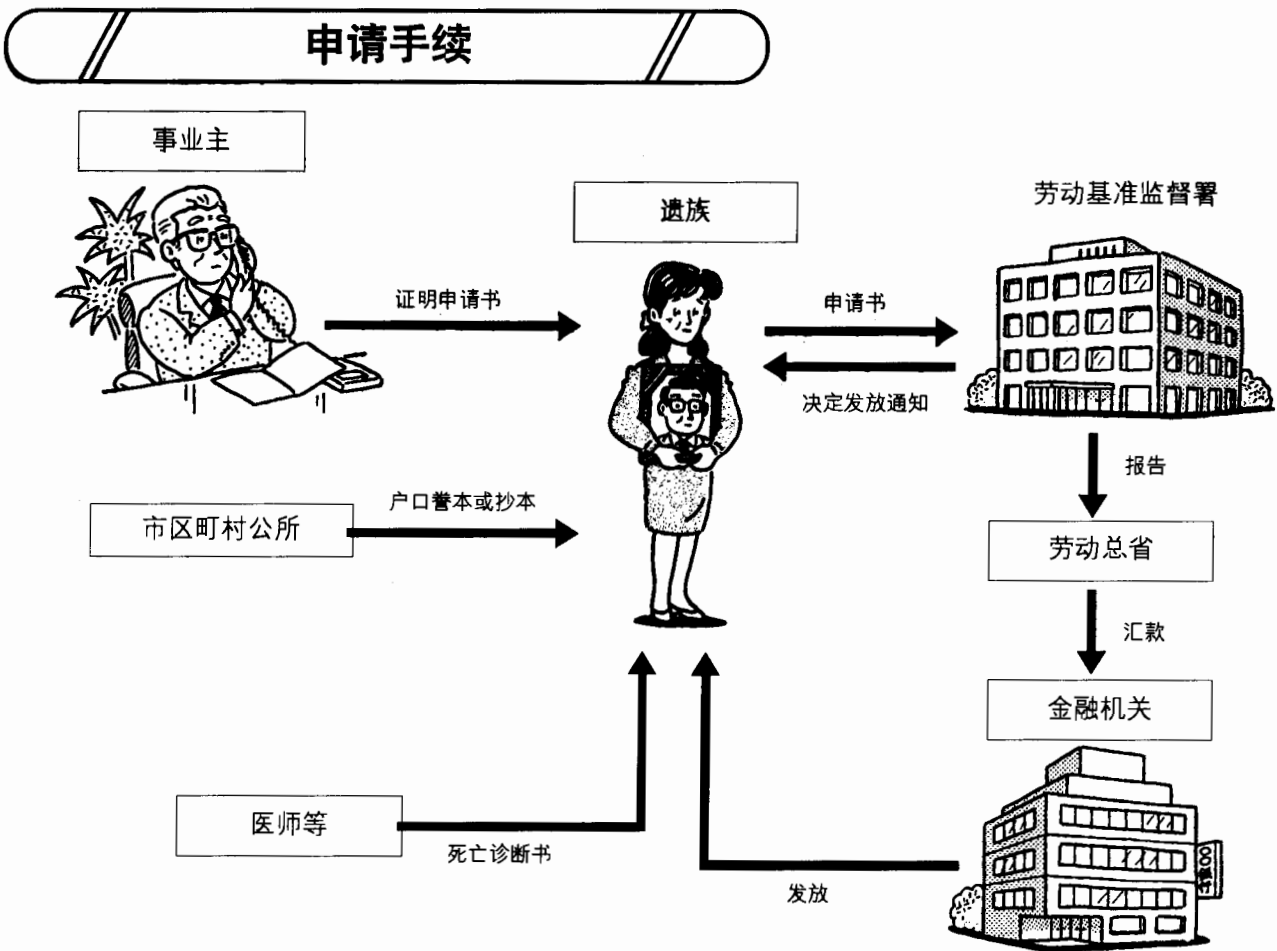 申请手续
事业主
遗族
劳动基准监督署
证明申请书
申请书
决定发放通知
户口誊本或抄本
市区町村公所
报告
劳动总省
汇款
金融机关
医师等
死亡诊断书
发放
○○银行